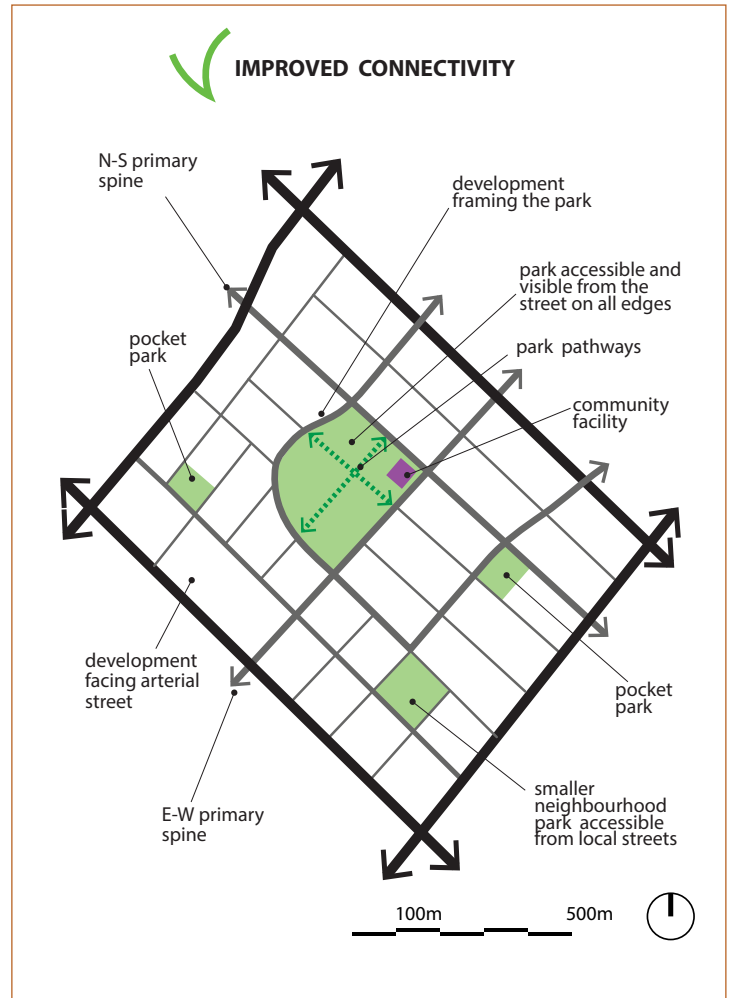 IMPROVED CONNECTIVITY
N-S primary
spine
development
framing the park
park accessible and
visible from the
street on all edges
park pathways
pocket
park
community
facility
development
facing arterial
street
pocket
park
E-W primary
spine
smaller
neighbourhood
park accessible
from local streets
100m 500m